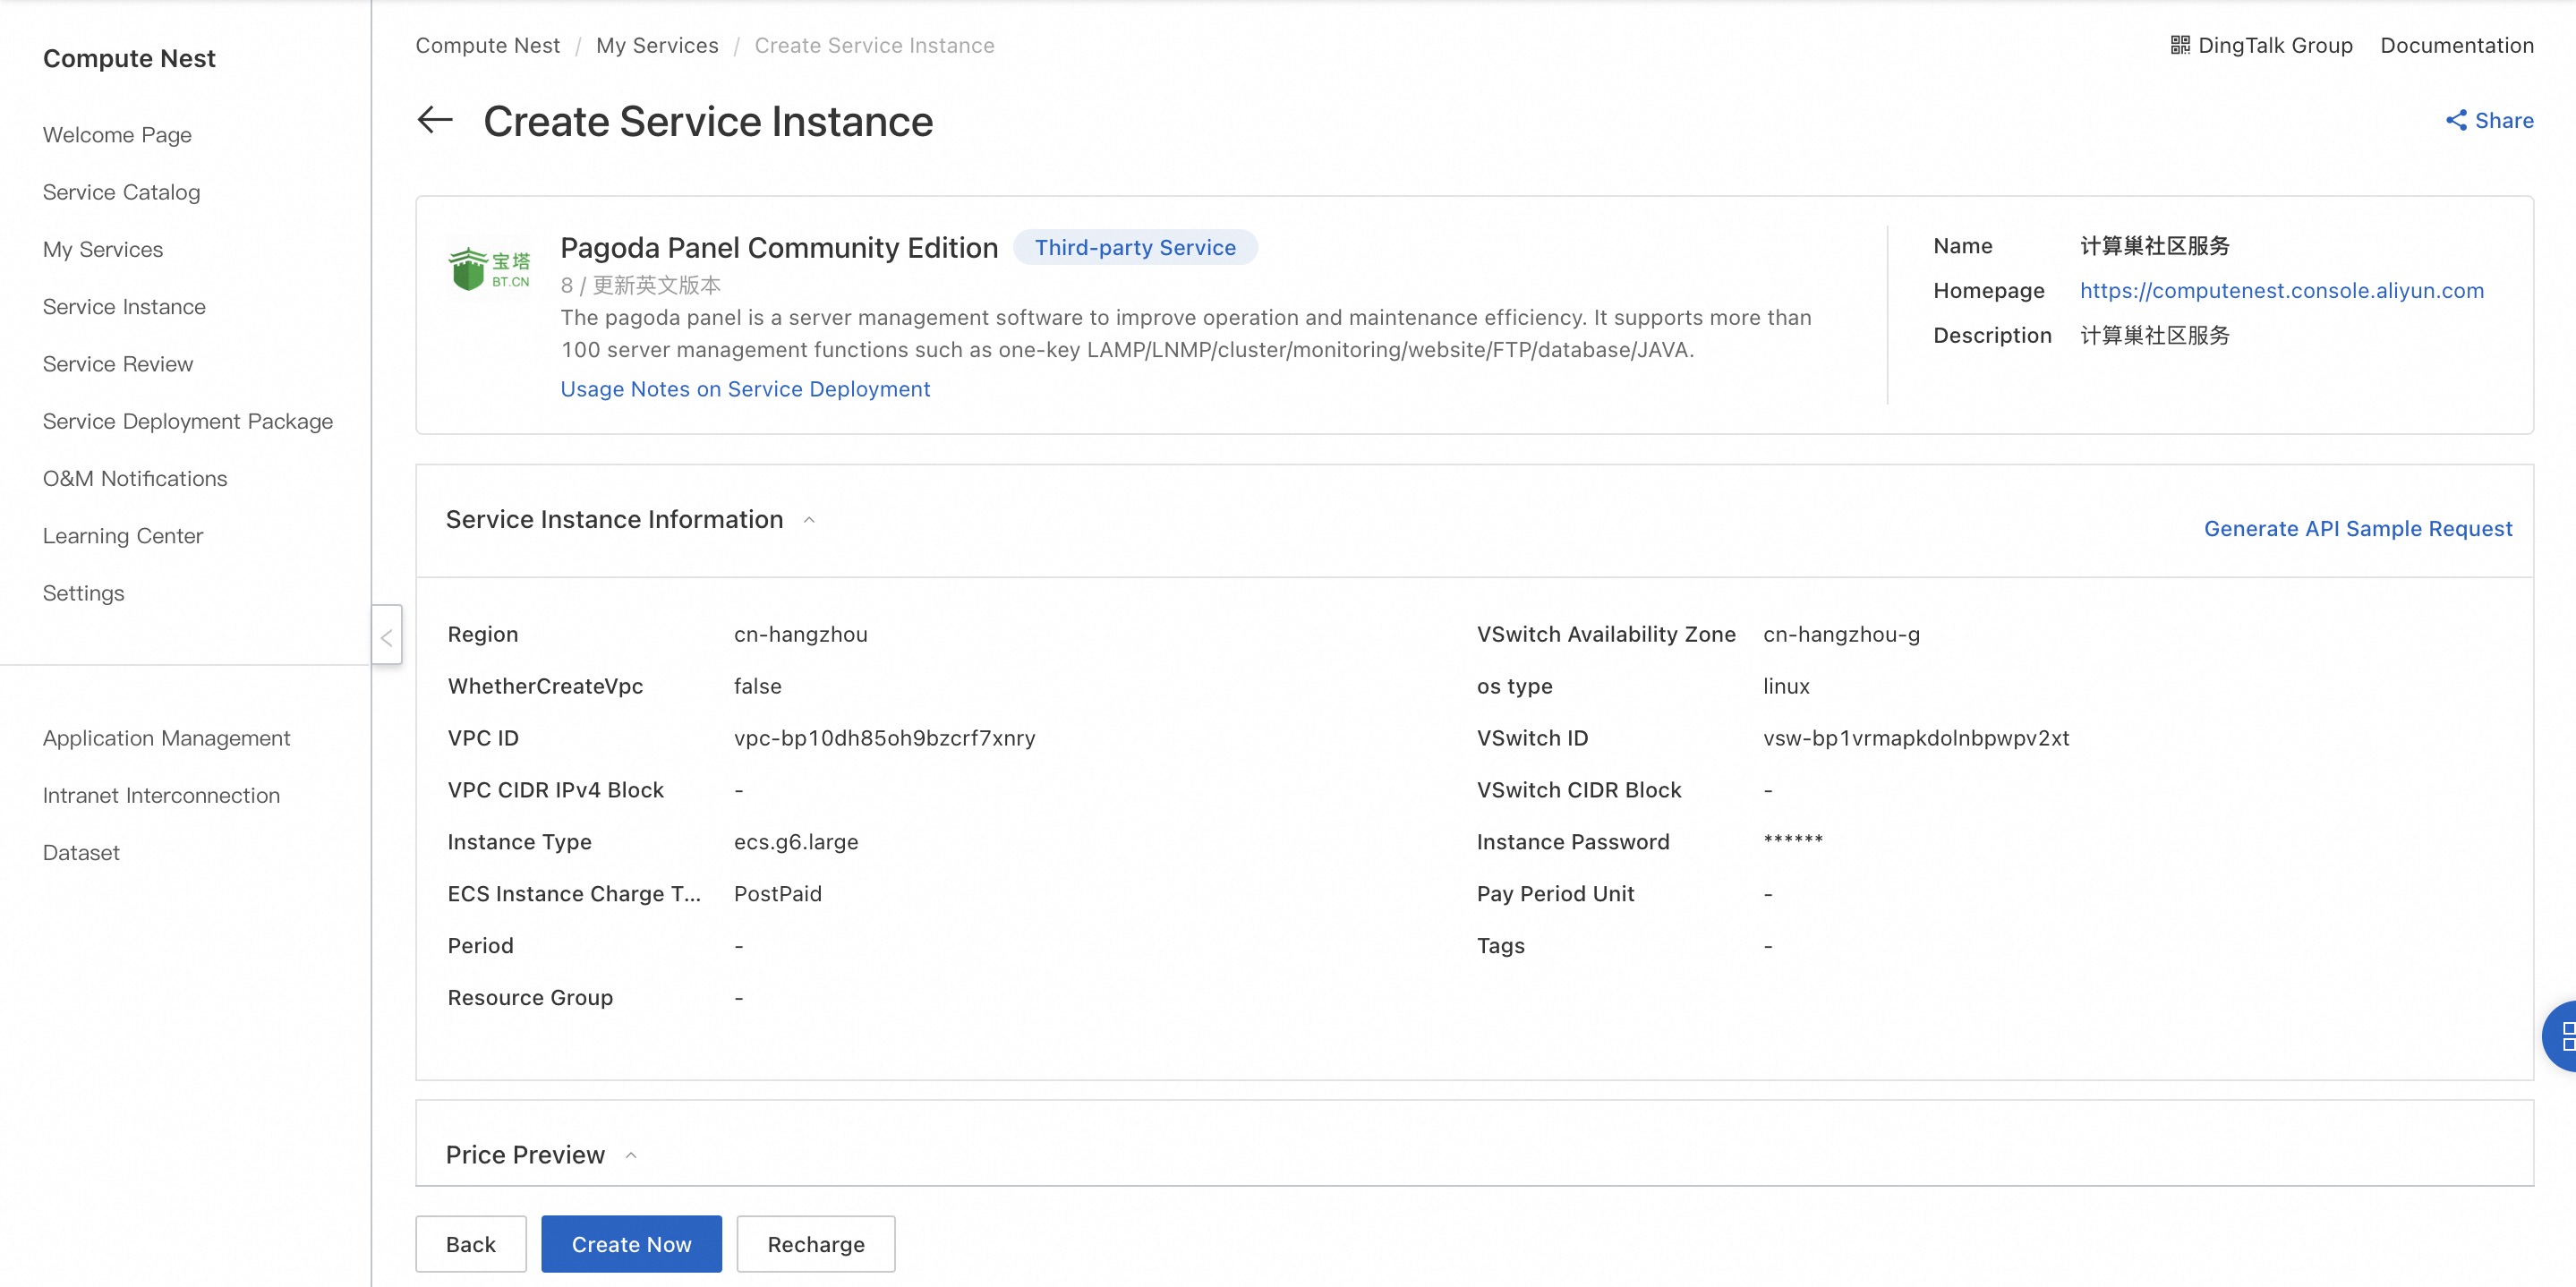 Compute Nest
Welcome Page
Service Catalog
My Services
Service Instance
Service Review
Service Deployment Package
O&M Notifications
Learning Center
Settings
Application Management
Intranet Interconnection
Dataset
Compute Nest / My Services / Create Service Instance
DingTalk Group Documentation
Create Service Instance
Share
宝塔
BT.CN
Pagoda Panel Community Edition Third-party Service
8 / 更新英文版本
The pagoda panel is a server management software to improve operation and maintenance efficiency. It supports more than
100 server management functions such as one-key LAMP/LNMP/cluster/monitoring/website/FTP/database/JAVA.
Usage Notes on Service Deployment
Name 计算巢社区服务
Homepage https://computenest.console.aliyun.com
Description 计算巢社区服务
Service Instance Information
Generate API Sample Request
Region cn-hangzhou VSwitch Availability Zone cn-hangzhou-g
WhetherCreateVpc false os type linux
VPC ID vpc-bp10dh85oh9bzcrf7xnry VSwitch ID vsw-bp1vrmapkdolnbpwpv2xt
VPC CIDR IPv4 Block - VSwitch CIDR Block -
Instance Type ecs.g6.large Instance Password ******
ECS Instance Charge T... PostPaid Pay Period Unit -
Period - Tags -
Resource Group -
Price Preview
Back Create Now Recharge